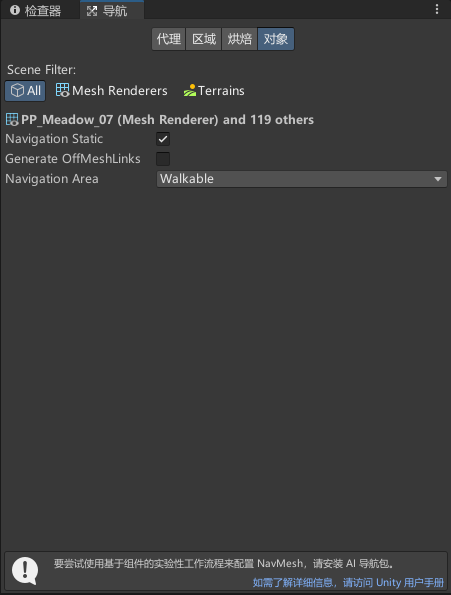 检查器 导航
代理 区域 烘焙 对象
Scene Filter:
All Mesh Renderers Terrains
PP_Meadow_07 (Mesh Renderer) and 119 others
Navigation Static
Generate OffMeshLinks
Navigation Area Walkable
要尝试使用基于组件的实验性工作流程来配置 NavMesh，请安装 AI 导航包。
如需了解详细信息，请访问 Unity 用户手册